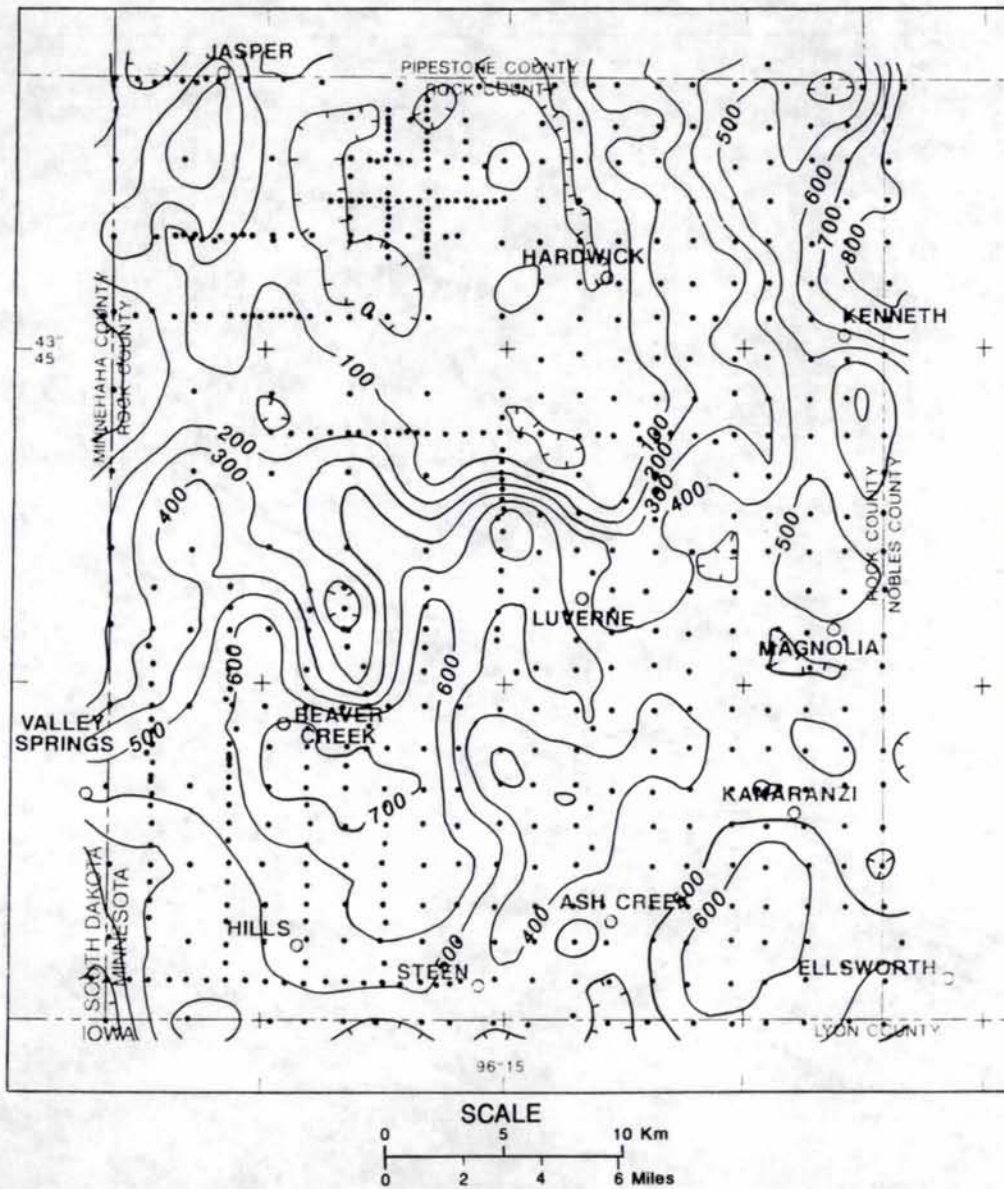 JASPER
PIPESTONE COUNTY
ROCK COUNTY
500
600
700
800
HARDWICK
MINNEHAHA COUNTY
ROCK COUNTY
0
KENNETH
43°
45
100
200
300
400
100
200
300
400
500
ROCK COUNTY
NOBLES COUNTY
LUVERNE
MAGNOLIA
600
600
VALLEY
SPRINGS
500
BEAVER
CREEK
700
0
KANARANZI
SOUTH DAKOTA
MINNESOTA
HILLS
ASH CREEK
400
600
STEEN
ELLSWORTH
IOWA
LYON COUNTY
96°15
SCALE
0 5 10 Km
0 2 4 6 Miles